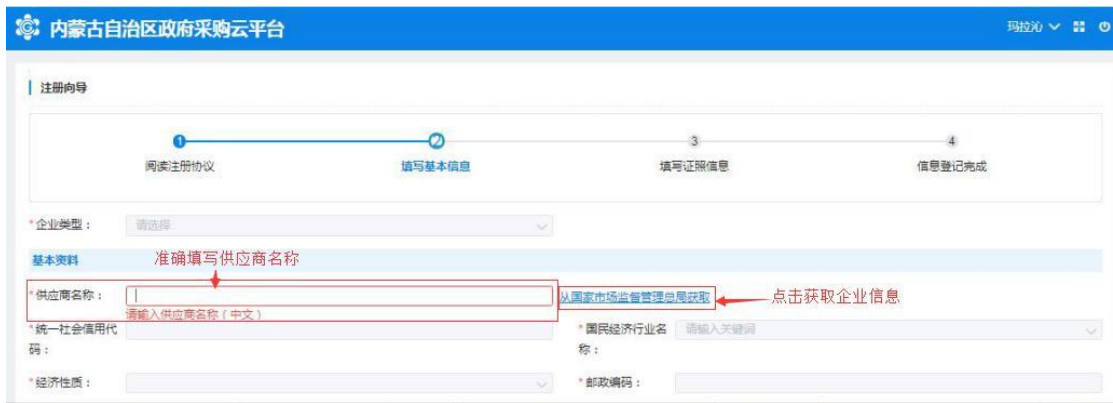 内蒙古自治区政府采购云平台
玛拉沁
注册向导
1 2 3 4
阅读注册协议 填写基本信息 填写证照信息 信息登记完成
*企业类型： 请选择
基本资料 准确填写供应商名称
*供应商名称： 从国家市场监督管理总局获取 点击获取企业信息
请输入供应商名称（中文）
*统一社会信用代码： *国民经济行业名称： 请输入关键词
*经济性质： *邮政编码：